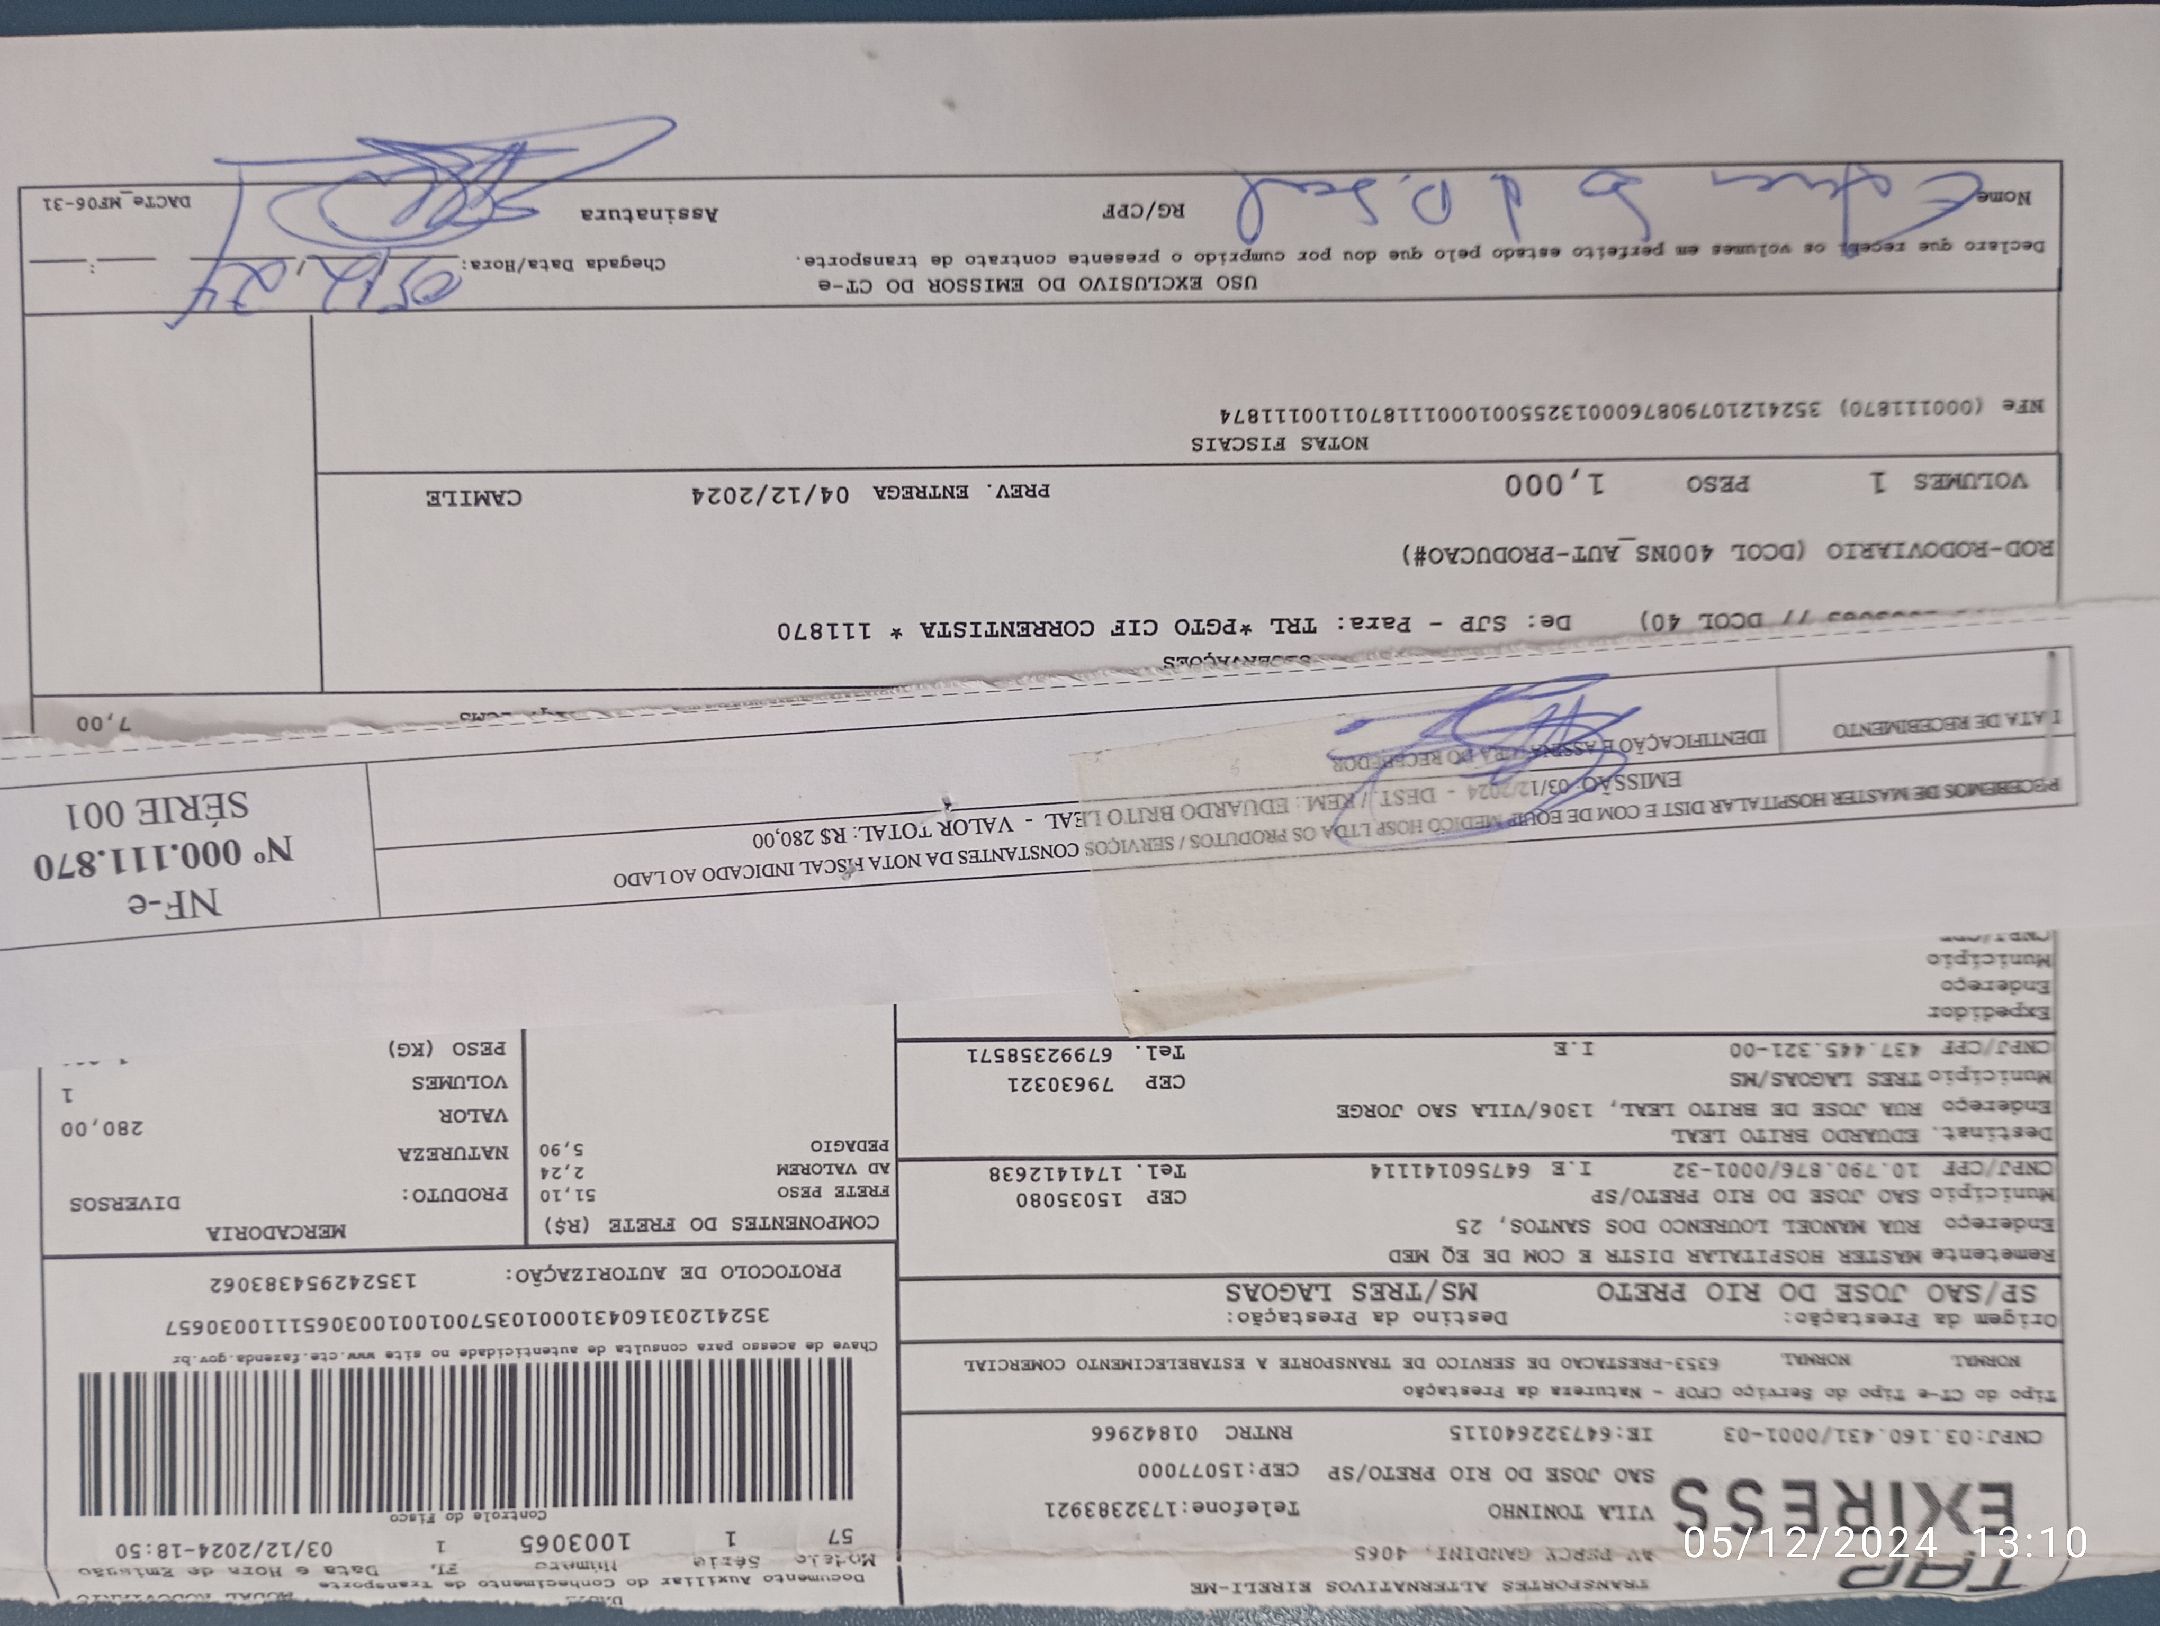 TRANSPORTES ALTERNATIVOS EIRELI-ME
TAP
EXIRESS
AV PERCY GANDINI, 4065
VILA TONINHO Telefone:1732383921
SAO JOSE DO RIO PRETO/SP CEP:15077000
CNPJ:03.160.431/0001-03 IE:647322640115 RNTRC 01842966
Documento Auxiliar do Conhecimento de Transporte MODAL RODOVIÁRIO
Modelo Série Número Fl. Data e Hora de Emissão
57 1 1003065 1 03/12/2024-18:50
Controle do Fisco
Chave de acesso para consulta de autenticidade no site www.cte.fazenda.gov.br
35241203160431000103570010010030651110030657
PROTOCOLO DE AUTORIZAÇÃO: 135242954383062
Tipo do CT-e Tipo do Serviço CFOP - Natureza da Prestação
NORMAL NORMAL 6353-PRESTACAO DE SERVICO DE TRANSPORTE A ESTABELECIMENTO COMERCIAL
Origem da Prestação: Destino da Prestação:
SP/SAO JOSE DO RIO PRETO MS/TRES LAGOAS
Remetente MASTER HOSPITALAR DISTR E COM DE EQ MED
Endereço RUA MANOEL LOURENCO DOS SANTOS, 25
Município SAO JOSE DO RIO PRETO/SP CEP 15035080
CNPJ/CPF 10.790.876/0001-32 I.E 647560141114 Tel. 1741412638
Destinat. EDUARDO BRITO LEAL
Endereço RUA JOSE DE BRITO LEAL, 1306/VILA SAO JORGE
Município TRES LAGOAS/MS CEP 79630321
CNPJ/CPF 437.445.321-00 I.E Tel. 67992358571
Expedidor
Endereço
Município
CNPJ/CPF
COMPONENTES DO FRETE (R$)
FRETE PESO 51,10
AD VALOREM 2,24
PEDAGIO 5,90
MERCADORIA
PRODUTO: DIVERSOS
NATUREZA
VALOR 280,00
VOLUMES 1
PESO (KG)
RECEBEMOS DE MASTER HOSPITALAR DIST E COM DE EQUIP MEDICO HOSP LTDA OS PRODUTOS / SERVIÇOS CONSTANTES DA NOTA FISCAL INDICADO AO LADO
EMISSÃO: 03/12/2024 - DEST. / REM.: EDUARDO BRITO LEAL - VALOR TOTAL: R$ 280,00
DATA DE RECEBIMENTO IDENTIFICAÇÃO E ASSINATURA DO RECEBEDOR
NF-e
Nº 000.111.870
SÉRIE 001
7,00
OBSERVAÇÕES
77 DCOL 40) De: SJP - Para: TRL *PGTO CIF CORRENTISTA * 111870
ROD-RODOVIARIO (DCOL 400NS_AUT-PRODUCAO#)
VOLUMES 1 PESO 1,000 PREV. ENTREGA 04/12/2024 CAMILE
NOTAS FISCAIS
NFe (000111870) 35241210790876000132550010001118701100111874
USO EXCLUSIVO DO EMISSOR DO CT-e
Declaro que recebi os volumes em perfeito estado pelo que dou por cumprido o presente contrato de transporte.
Chegada Data/Hora: 05/12/24 :
Nome RG/CPF Assinatura
DACTe_MF06-31
05/12/2024 13:10